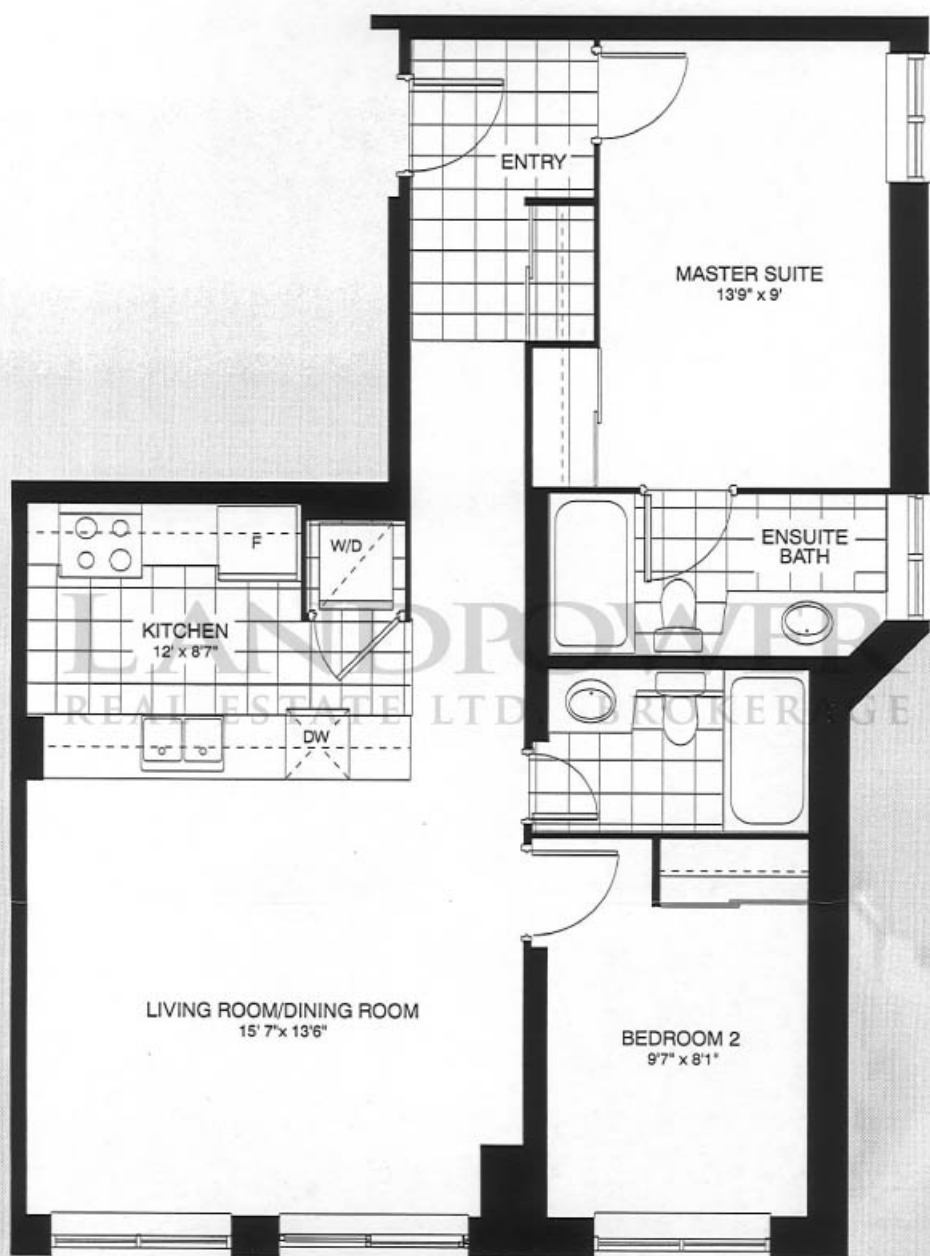 ENTRY
MASTER SUITE
13'9" x 9'
F
W/D
ENSUITE
BATH
KITCHEN
12' x 8'7"
LANDPOWER
REAL ESTATE LTD. BROKERAGE
DW
LIVING ROOM/DINING ROOM
15' 7"x 13'6"
BEDROOM 2
9'7" x 8'1"